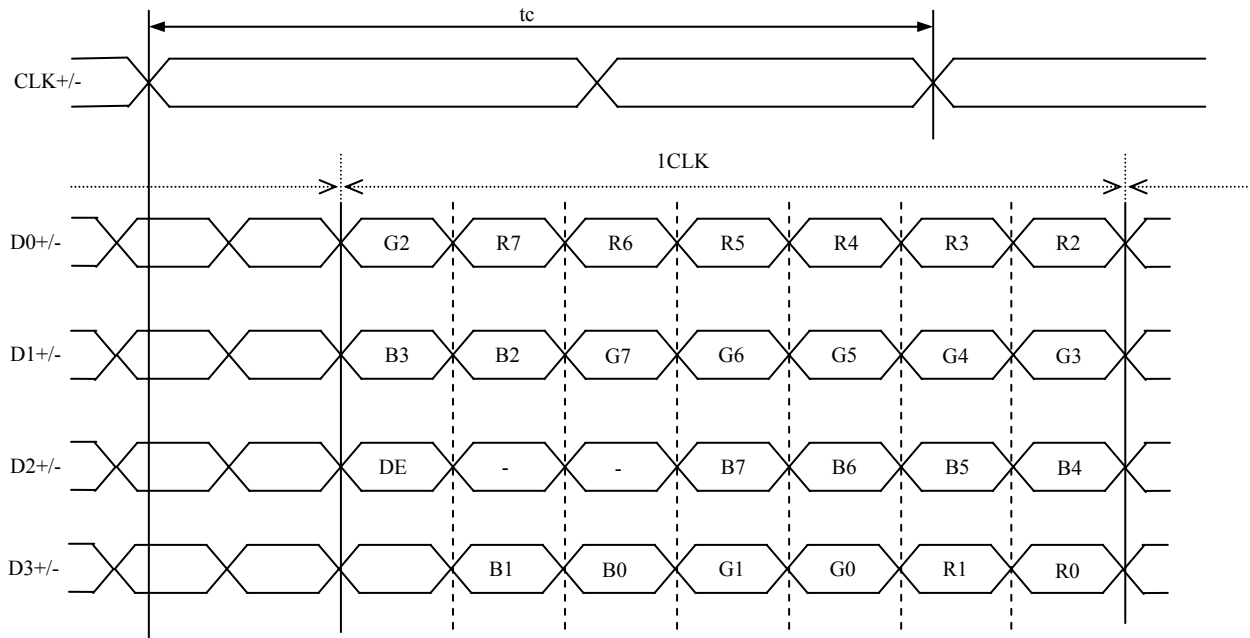 tc
CLK+/-
1CLK
D0+/- G2 R7 R6 R5 R4 R3 R2
D1+/- B3 B2 G7 G6 G5 G4 G3
D2+/- DE - - B7 B6 B5 B4
D3+/- B1 B0 G1 G0 R1 R0